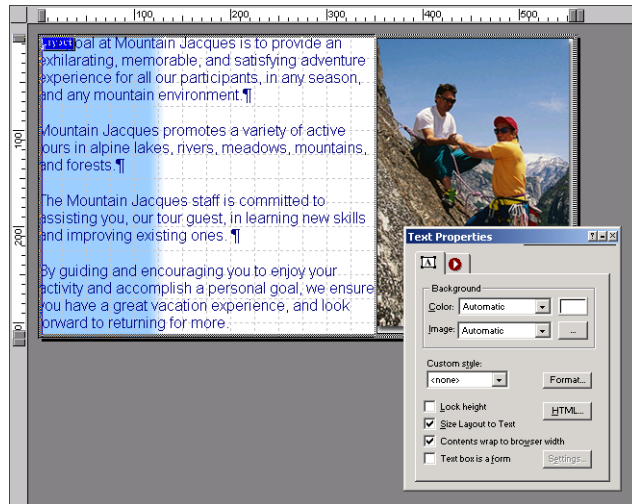 100 200 300 400 500
Layout oal at Mountain Jacques is to provide an
exhilarating, memorable, and satisfying adventure
experience for all our participants, in any season,
and any mountain environment.¶
100
Mountain Jacques promotes a variety of active
tours in alpine lakes, rivers, meadows, mountains,
and forests.¶
The Mountain Jacques staff is committed to
assisting you, our tour guest, in learning new skills
and improving existing ones. ¶
200
By guiding and encouraging you to enjoy your
activity and accomplish a personal goal, we ensure
you have a great vacation experience, and look
forward to returning for more.
Text Properties
A
Background
Color: Automatic
Image: Automatic ...
Custom style:
<none> Format...
Lock height HTML...
Size Layout to Text
Contents wrap to browser width
Text box is a form Settings...